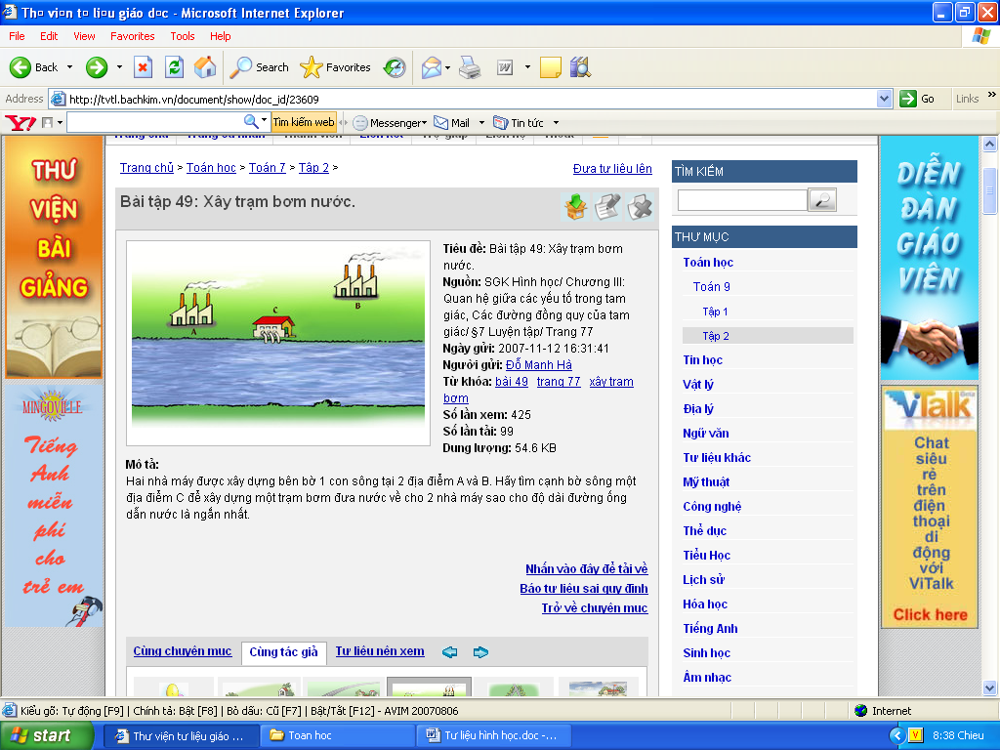 Thƣ viện tƣ liệu giáo dục - Microsoft Internet Explorer
File Edit View Favorites Tools Help
Back Search Favorites
Address http://tvtl.bachkim.vn/document/show/doc_id/23609 Go Links
Y! Tìm kiếm web Messenger Mail Tin tức
Trang chủ > Toán học > Toán 7 > Tập 2 >
Đưa tư liệu lên
Bài tập 49: Xây trạm bơm nước.
A
B
C
Tiêu đề: Bài tập 49: Xây trạm bơm
nước.
Nguồn: SGK Hình học/ Chương III:
Quan hệ giữa các yếu tố trong tam
giác, Các đường đồng quy của tam
giác/ §7 Luyện tập/ Trang 77
Ngày gửi: 2007-11-12 16:31:41
Người gửi: Đỗ Mạnh Hà
Từ khóa: bài 49 trang 77 xây trạm
bơm
Số lần xem: 425
Số lần tải: 99
Dung lượng: 54.6 KB
Mô tả:
Hai nhà máy được xây dựng bên bờ 1 con sông tại 2 địa điểm A và B. Hãy tìm cạnh bờ sông một
địa điểm C để xây dựng một trạm bơm đưa nước về cho 2 nhà máy sao cho độ dài đường ống
dẫn nước là ngắn nhất.
Nhấn vào đây để tải về
Báo tư liệu sai quy định
Trở về chuyên mục
Cùng chuyên mục Cùng tác giả Tư liệu nên xem
TÌM KIẾM
THƯ MỤC
Toán học
Toán 9
Tập 1
Tập 2
Tin học
Vật lý
Địa lý
Ngữ văn
Tư liệu khác
Mỹ thuật
Công nghệ
Thể dục
Tiểu Học
Lịch sử
Hóa học
Tiếng Anh
Sinh học
Âm nhạc
THƯ
VIỆN
BÀI
GIẢNG
MINGOVILLE
Tiếng
Anh
miễn
phí
cho
trẻ em
DIỄN
ĐÀN
GIÁO
VIÊN
ViTalk Beta
Chat
siêu
rẻ
trên
điện
thoại
di
động
với
ViTalk
Click here
Kiểu gõ: Tự động [F9] | Chính tả: Bật [F8] | Bỏ dấu: Cũ [F7] | Bật/Tắt [F12] - AVIM 20070806
Internet
start Thư viện tư liệu giáo ... Toan hoc Tư liệu hình học.doc -... V 8:38 Chieu